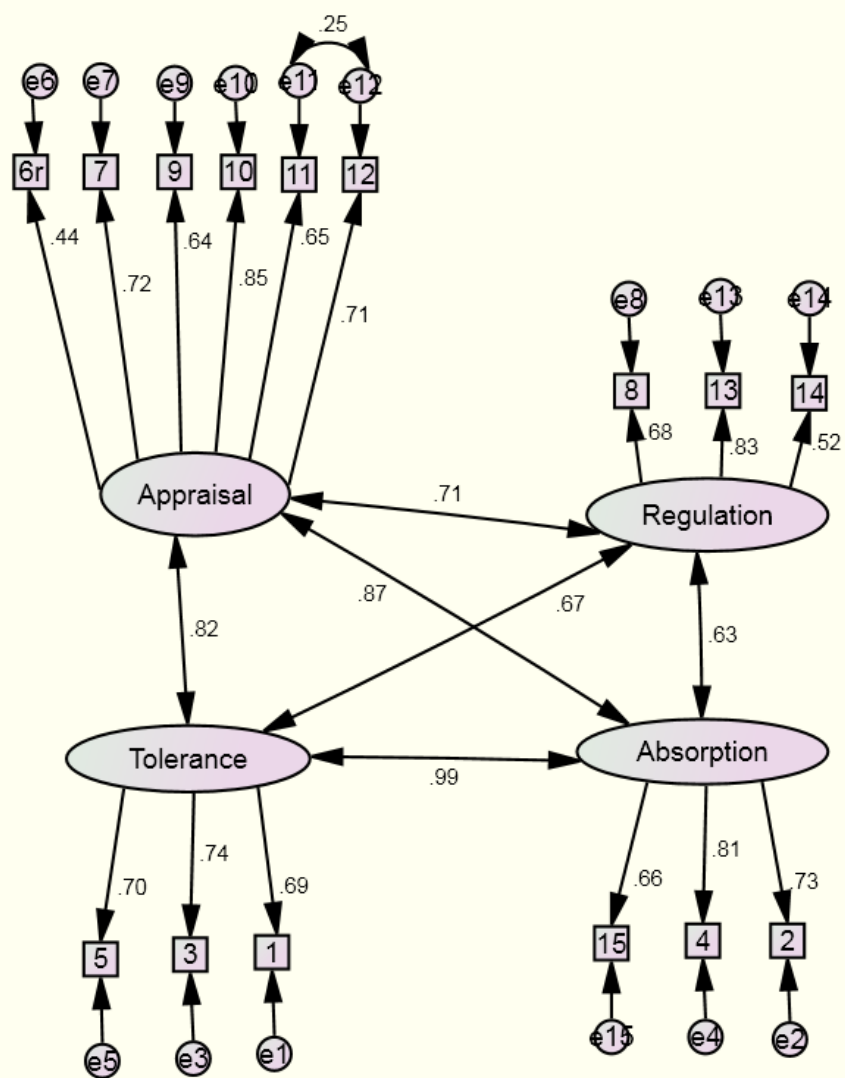 .25
e6 e7 e9 e10 e11 e12
6r 7 9 10 11 12
.44 .72 .64 .85 .65 .71
e8 e13 e14
8 13 14
.68 .83 .52
Appraisal
.71
Regulation
.82
.87
.67
.63
Tolerance
.99
Absorption
.70 .74 .69
.66 .81 .73
5 3 1
15 4 2
e5 e3 e1
e15 e4 e2